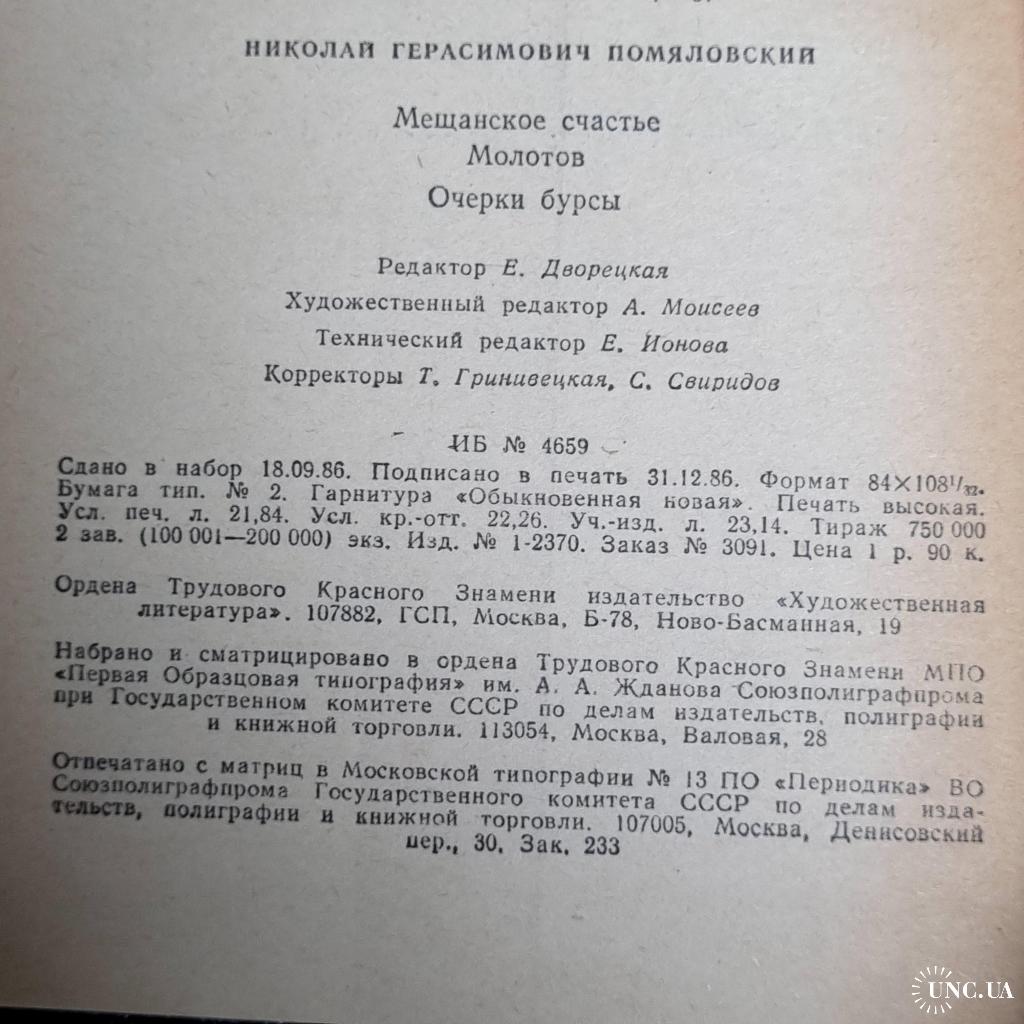 НИКОЛАЙ ГЕРАСИМОВИЧ ПОМЯЛОВСКИЙ
Мещанское счастье
Молотов
Очерки бурсы
Редактор Е. Дворецкая
Художественный редактор А. Моисеев
Технический редактор Е. Ионова
Корректоры Т. Гринивецкая, С. Свиридов
ИБ № 4659
Сдано в набор 18.09.86. Подписано в печать 31.12.86. Формат 84×108¹/₃₂.
Бумага тип. № 2. Гарнитура «Обыкновенная новая». Печать высокая.
Усл. печ. л. 21,84. Усл. кр.-отт. 22,26. Уч.-изд. л. 23,14. Тираж 750 000
2 зав. (100 001—200 000) экз. Изд. № 1-2370. Заказ № 3091. Цена 1 р. 90 к.
Ордена Трудового Красного Знамени издательство «Художественная
литература». 107882, ГСП, Москва, Б-78, Ново-Басманная, 19
Набрано и сматрицировано в ордена Трудового Красного Знамени МПО
«Первая Образцовая типография» им. А. А. Жданова Союзполиграфпрома
при Государственном комитете СССР по делам издательств, полиграфии
и книжной торговли. 113054, Москва, Валовая, 28
Отпечатано с матриц в Московской типографии № 13 ПО «Периодика» ВО
Союзполиграфпрома Государственного комитета СССР по делам изда-
тельств, полиграфии и книжной торговли. 107005, Москва, Денисовский
пер., 30. Зак. 233
UNC.UA